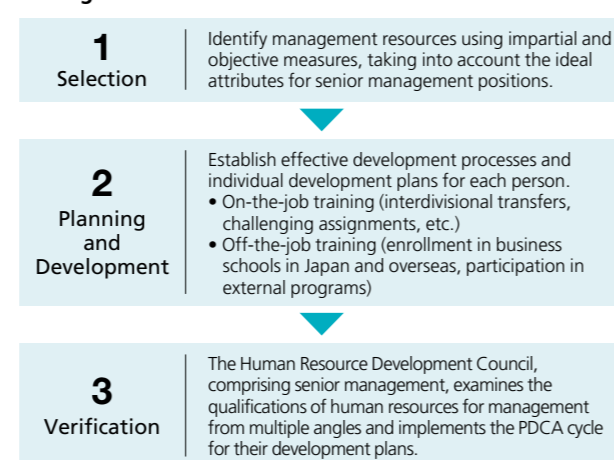 1
Selection
Identify management resources using impartial and
objective measures, taking into account the ideal
attributes for senior management positions.
2
Planning
and
Development
Establish effective development processes and
individual development plans for each person.
• On-the-job training (interdivisional transfers,
challenging assignments, etc.)
• Off-the-job training (enrollment in business
schools in Japan and overseas, participation in
external programs)
3
Verification
The Human Resource Development Council,
comprising senior management, examines the
qualifications of human resources for management
from multiple angles and implements the PDCA cycle
for their development plans.